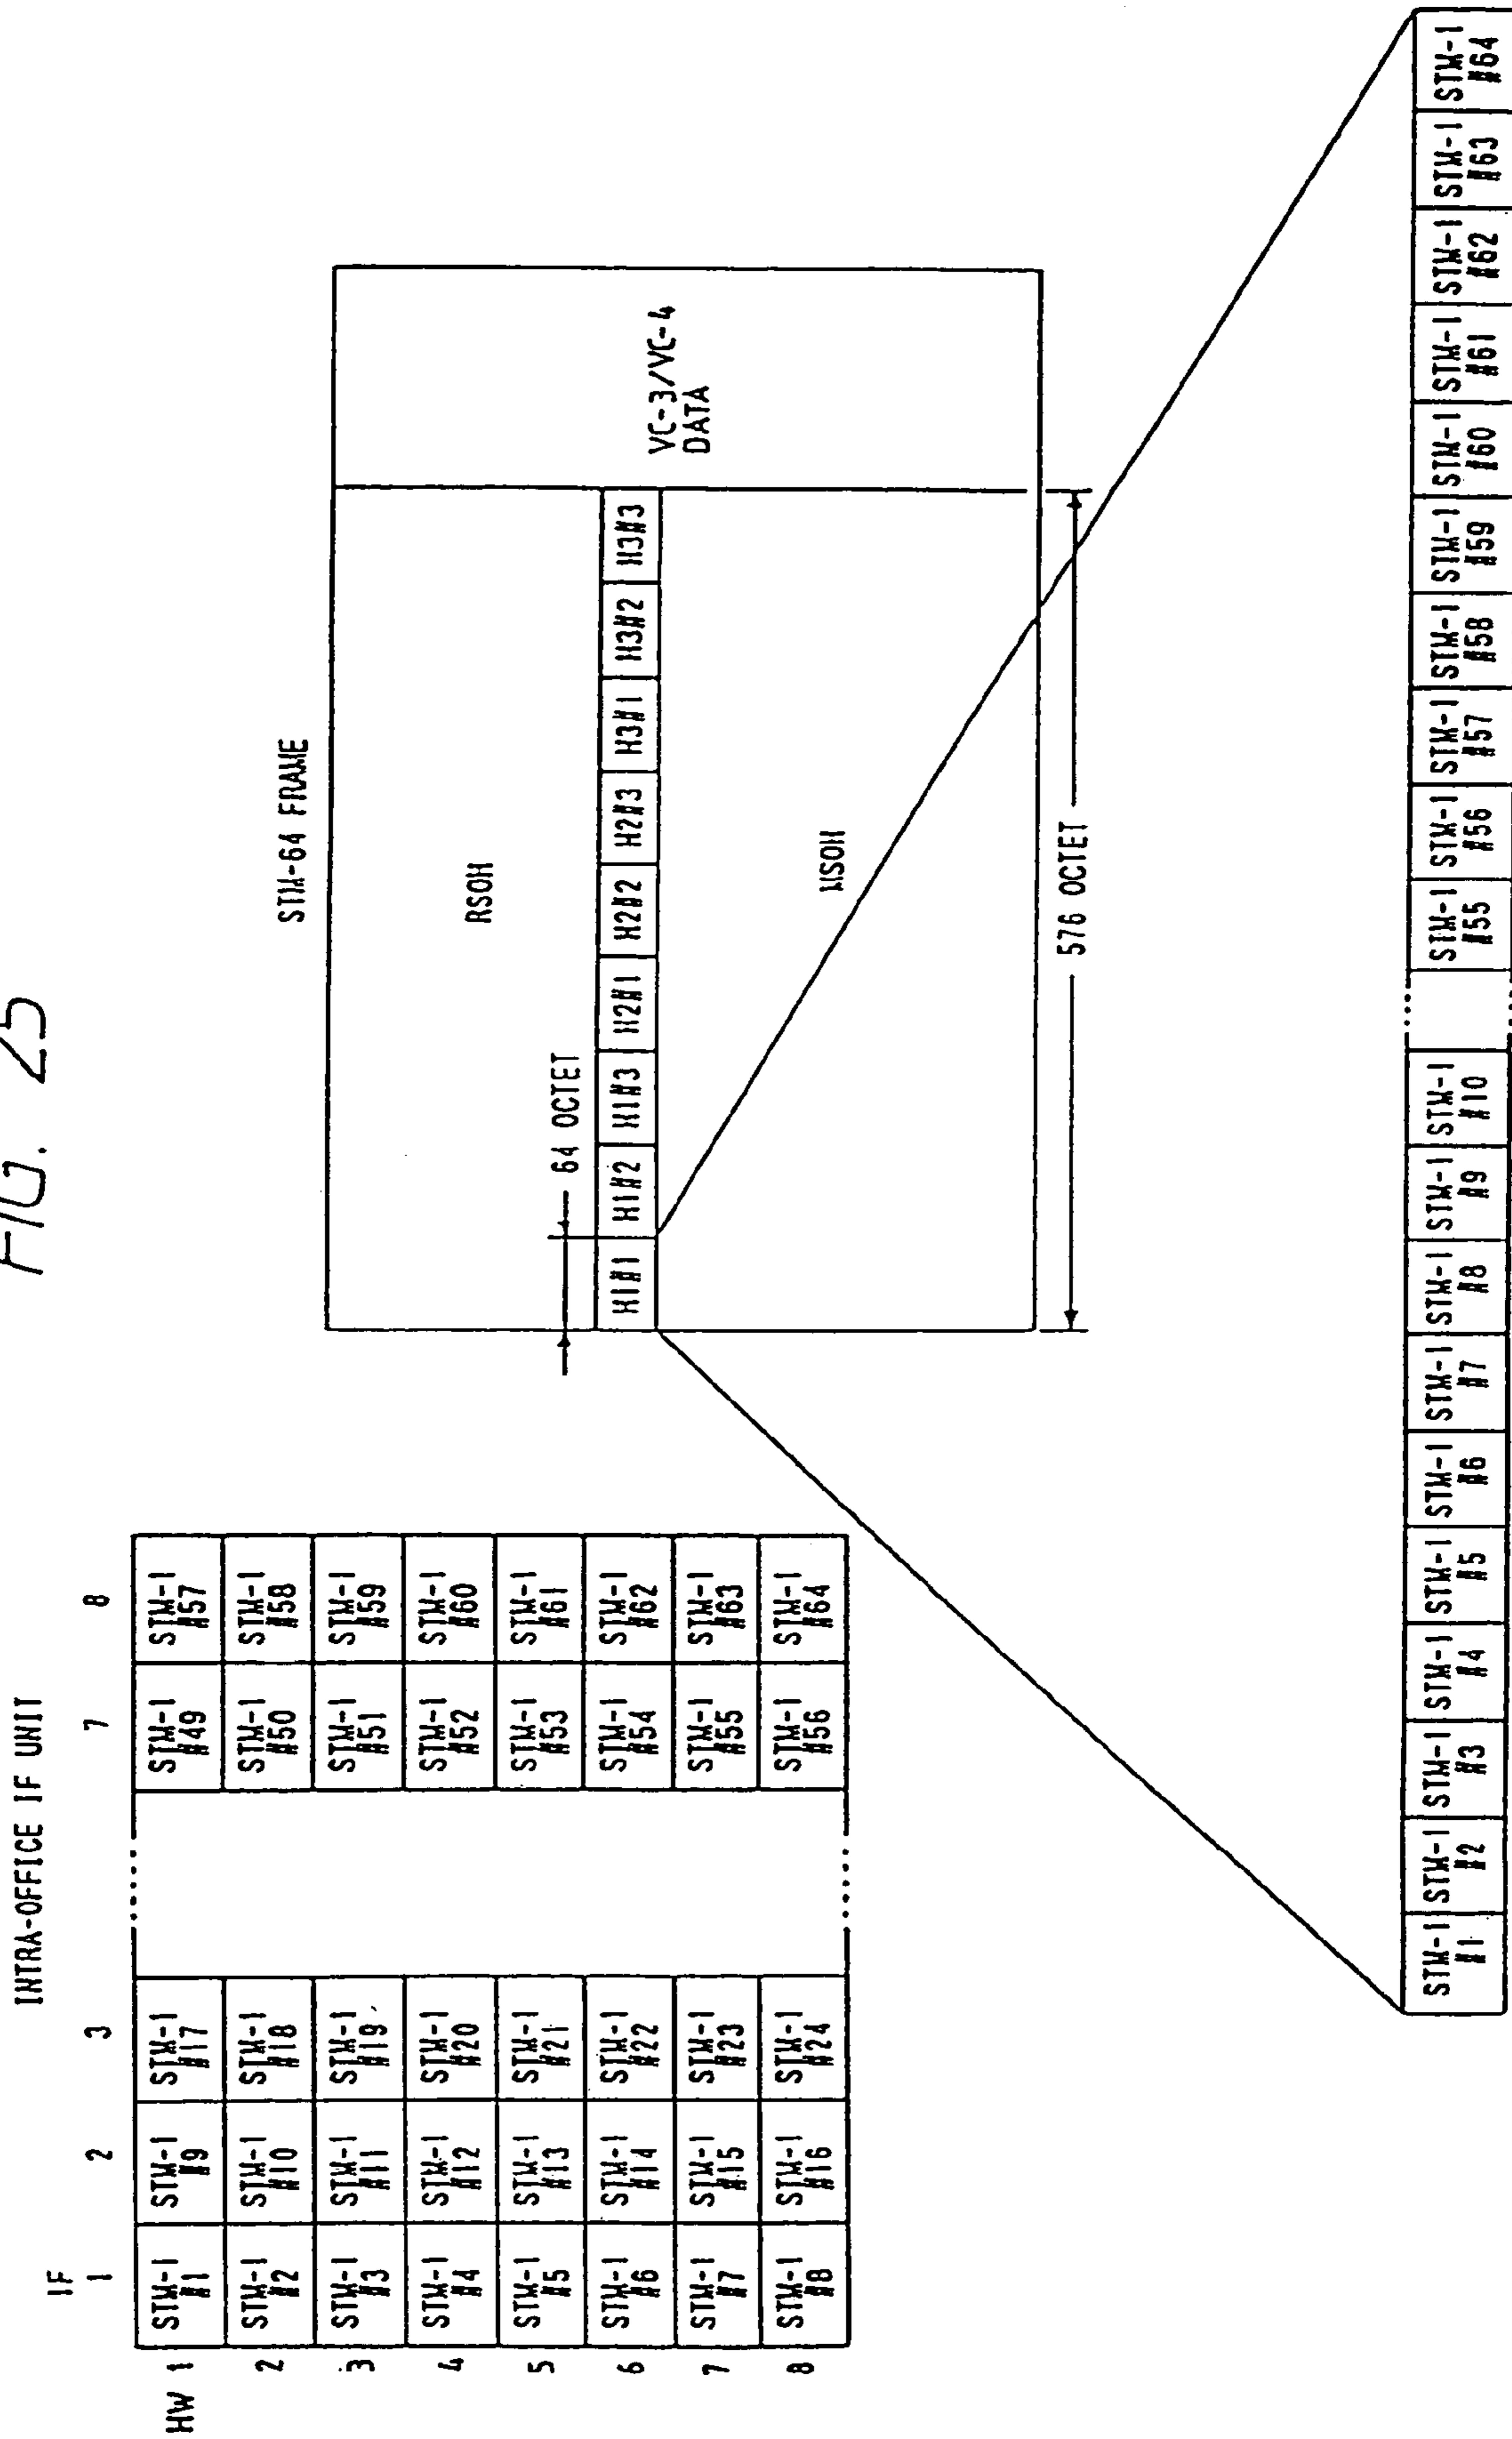 FIG. 25
INTRA-OFFICE IF UNIT
IF
1 2 3 7 8
HW 1 STM-1 #1 STM-1 #9 STM-1 #17 ..... STM-1 #49 STM-1 #57
2 STM-1 #2 STM-1 #10 STM-1 #18 STM-1 #50 STM-1 #58
3 STM-1 #3 STM-1 #11 STM-1 #19 STM-1 #51 STM-1 #59
4 STM-1 #4 STM-1 #12 STM-1 #20 STM-1 #52 STM-1 #60
5 STM-1 #5 STM-1 #13 STM-1 #21 STM-1 #53 STM-1 #61
6 STM-1 #6 STM-1 #14 STM-1 #22 STM-1 #54 STM-1 #62
7 STM-1 #7 STM-1 #15 STM-1 #23 STM-1 #55 STM-1 #63
8 STM-1 #8 STM-1 #16 STM-1 #24 ..... STM-1 #56 STM-1 #64
STM-64 FRAME
RSOH
64 OCTET
H1#1 H1#2 H1#3 H2#1 H2#2 H2#3 H3#1 H3#2 H3#3
VC-3/VC-4
DATA
MSOH
576 OCTET
STM-1 STM-1 STM-1 STM-1 STM-1 STM-1 STM-1 STM-1 STM-1 STM-1 .... STM-1 STM-1 STM-1 STM-1 STM-1 STM-1 STM-1 STM-1 STM-1 STM-1
#1 #2 #3 #4 #5 #6 #7 #8 #9 #10 #55 #56 #57 #58 #59 #60 #61 #62 #63 #64